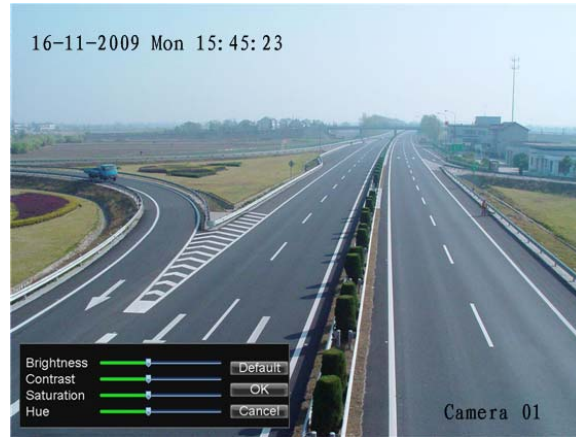 16-11-2009 Mon 15:45:23
Brightness
Contrast
Saturation
Hue
Default
OK
Cancel
Camera 01